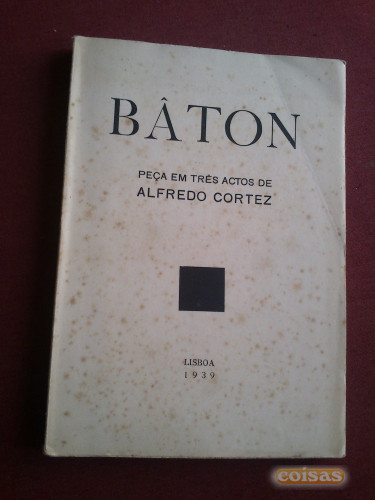 BÂTON
PEÇA EM TRÊS ACTOS DE
ALFREDO CORTEZ
LISBOA
1939
coisas